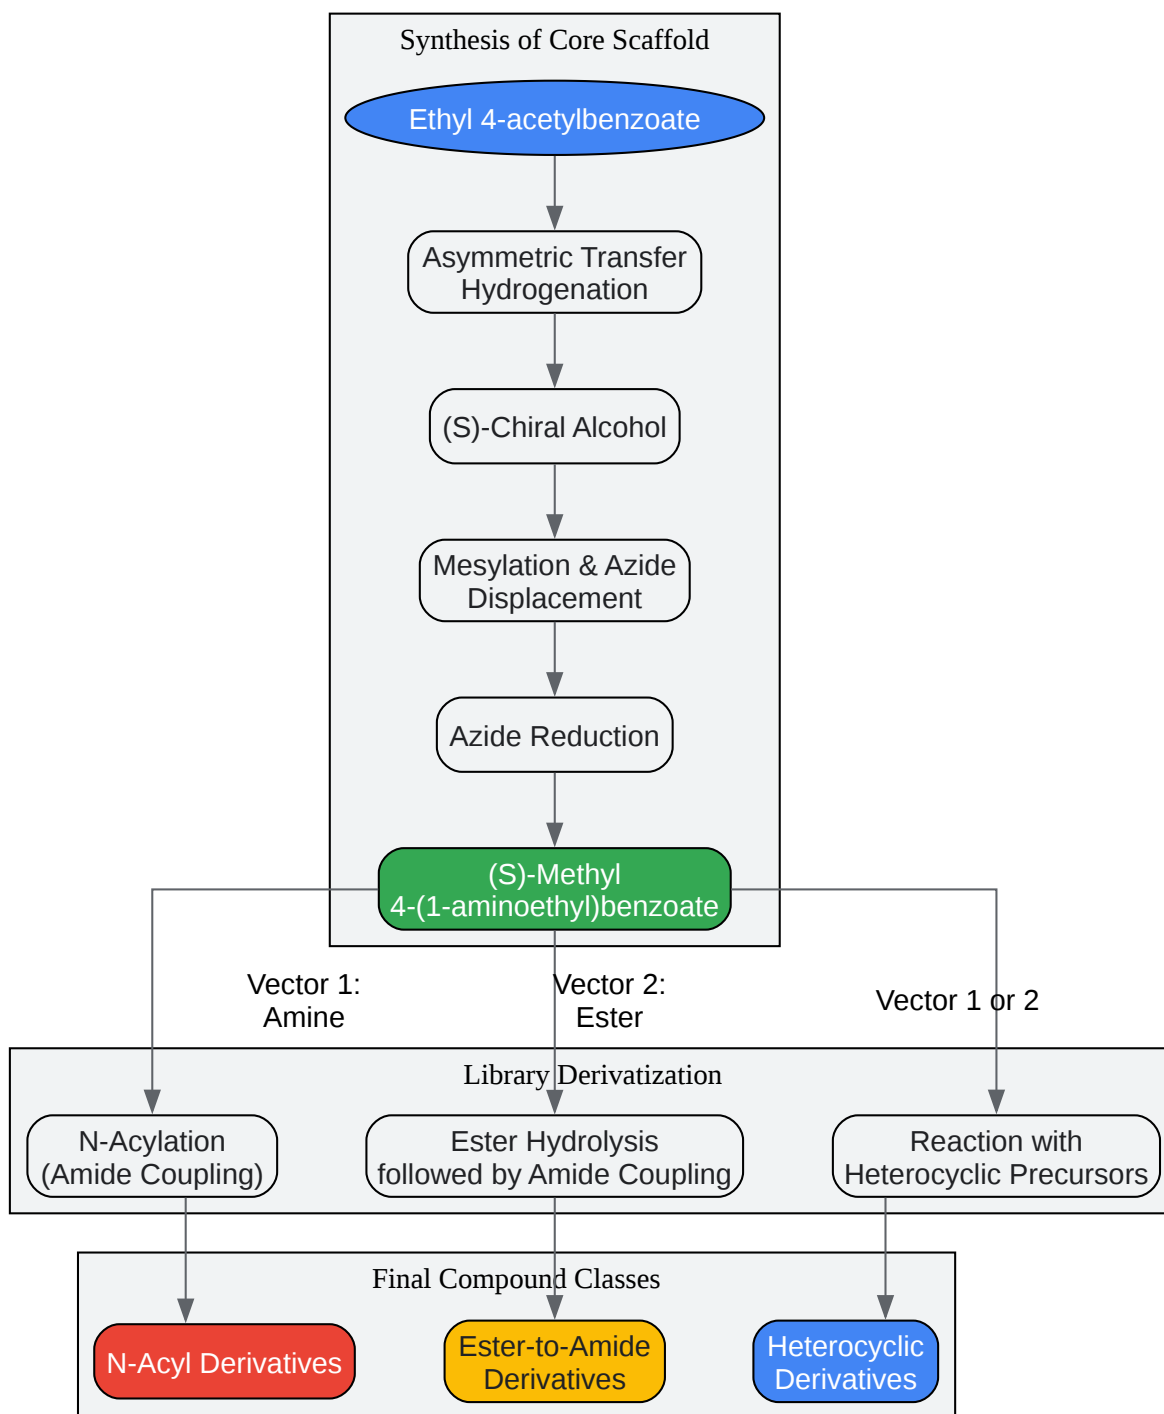 Synthesis of Core Scaffold
Ethyl 4-acetylbenzoate
Asymmetric Transfer
Hydrogenation
(S)-Chiral Alcohol
Mesylation & Azide
Displacement
Azide Reduction
(S)-Methyl
4-(1-aminoethyl)benzoate
Vector 1:
Amine
Vector 2:
Ester
Vector 1 or 2
Library Derivatization
N-Acylation
(Amide Coupling)
Ester Hydrolysis
followed by Amide Coupling
Reaction with
Heterocyclic Precursors
Final Compound Classes
N-Acyl Derivatives
Ester-to-Amide
Derivatives
Heterocyclic
Derivatives